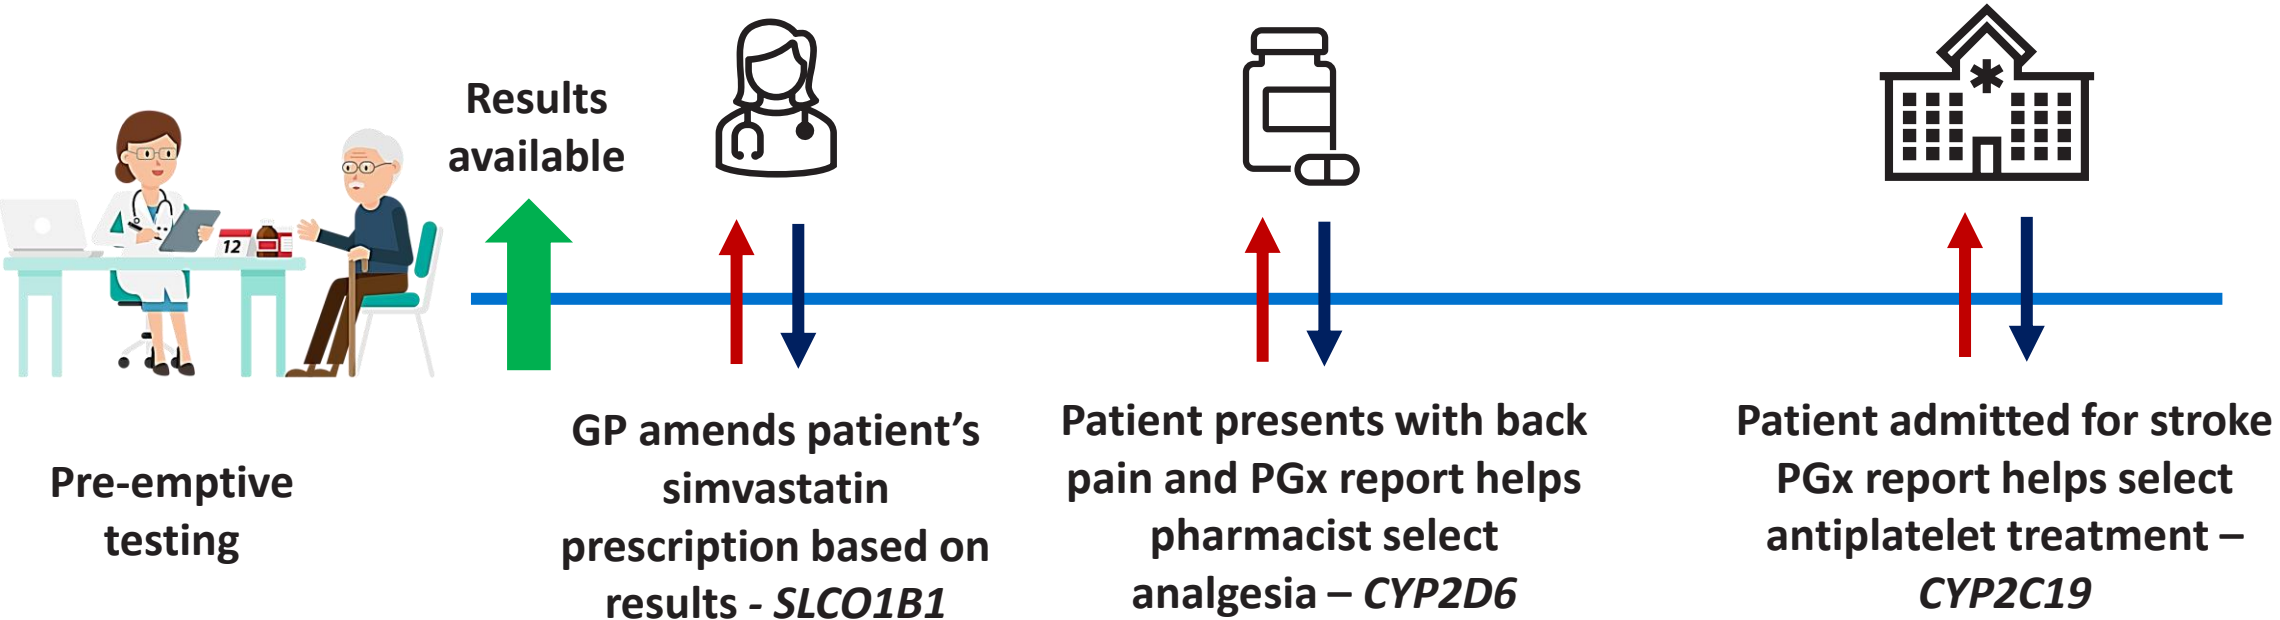 Results
available
12
Pre-emptive
testing
GP amends patient’s
simvastatin
prescription based on
results - SLCO1B1
Patient presents with back
pain and PGx report helps
pharmacist select
analgesia – CYP2D6
Patient admitted for stroke
PGx report helps select
antiplatelet treatment –
CYP2C19